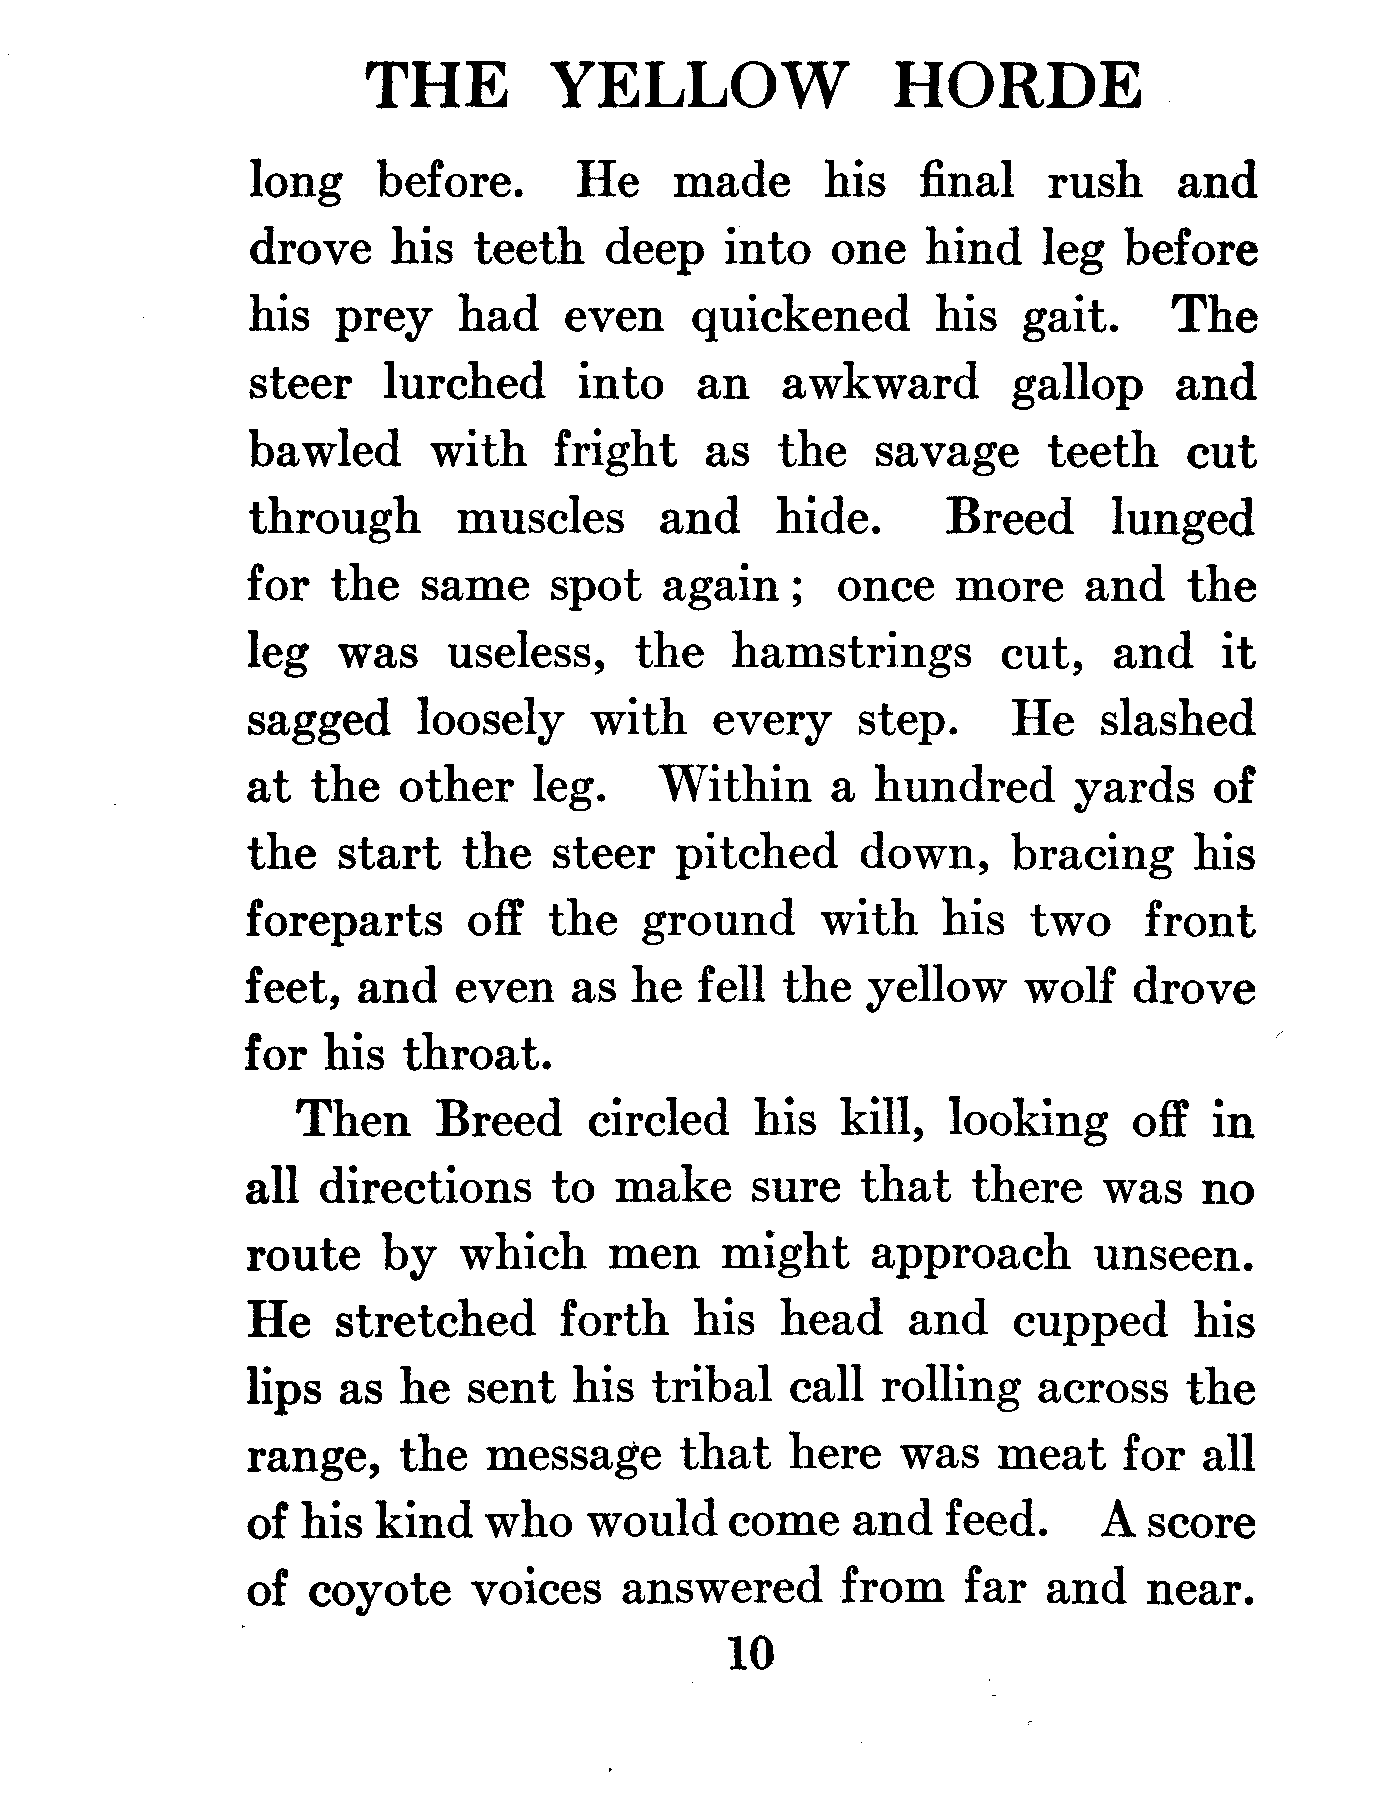 THE YELLOW HORDE
long before. He made his final rush and
drove his teeth deep into one hind leg before
his prey had even quickened his gait. The
steer lurched into an awkward gallop and
bawled with fright as the savage teeth cut
through muscles and hide. Breed lunged
for the same spot again; once more and the
leg was useless, the hamstrings cut, and it
sagged loosely with every step. He slashed
at the other leg. Within a hundred yards of
the start the steer pitched down, bracing his
foreparts off the ground with his two front
feet, and even as he fell the yellow wolf drove
for his throat.
Then Breed circled his kill, looking off in
all directions to make sure that there was no
route by which men might approach unseen.
He stretched forth his head and cupped his
lips as he sent his tribal call rolling across the
range, the message that here was meat for all
of his kind who would come and feed. A score
of coyote voices answered from far and near.
10